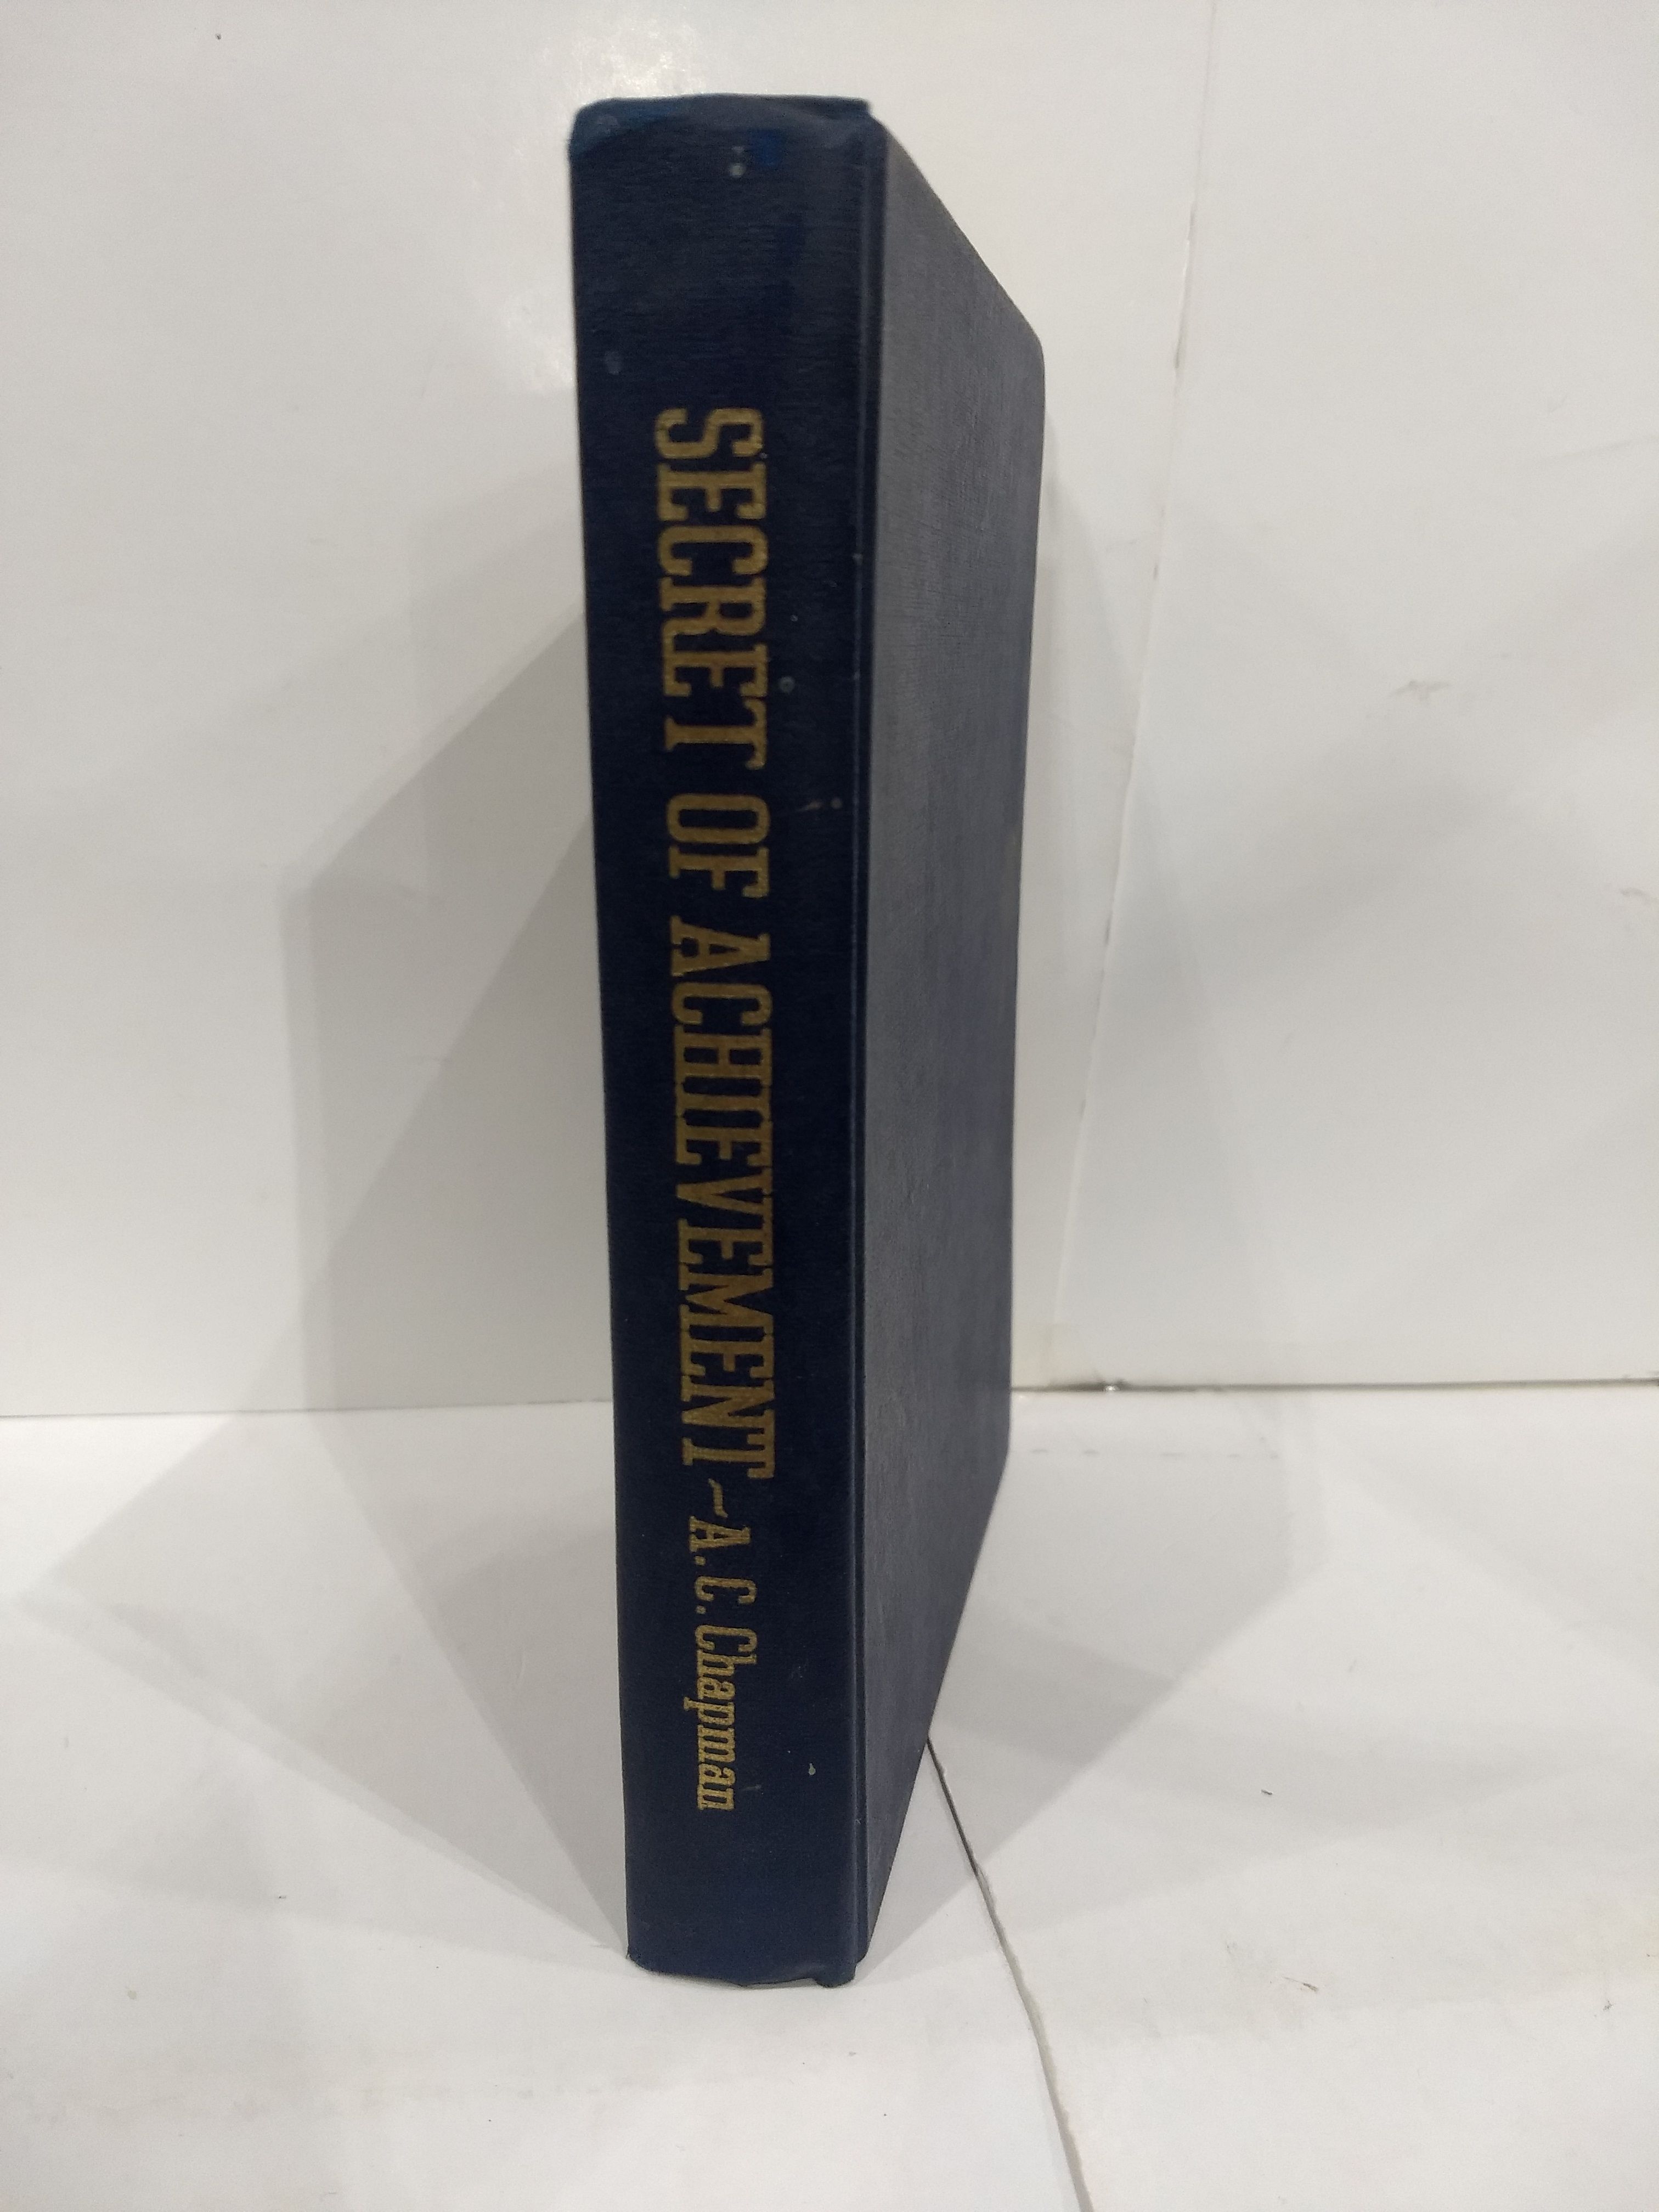 SECRET OF ACHIEVEMENT ~ A. C. Chapman